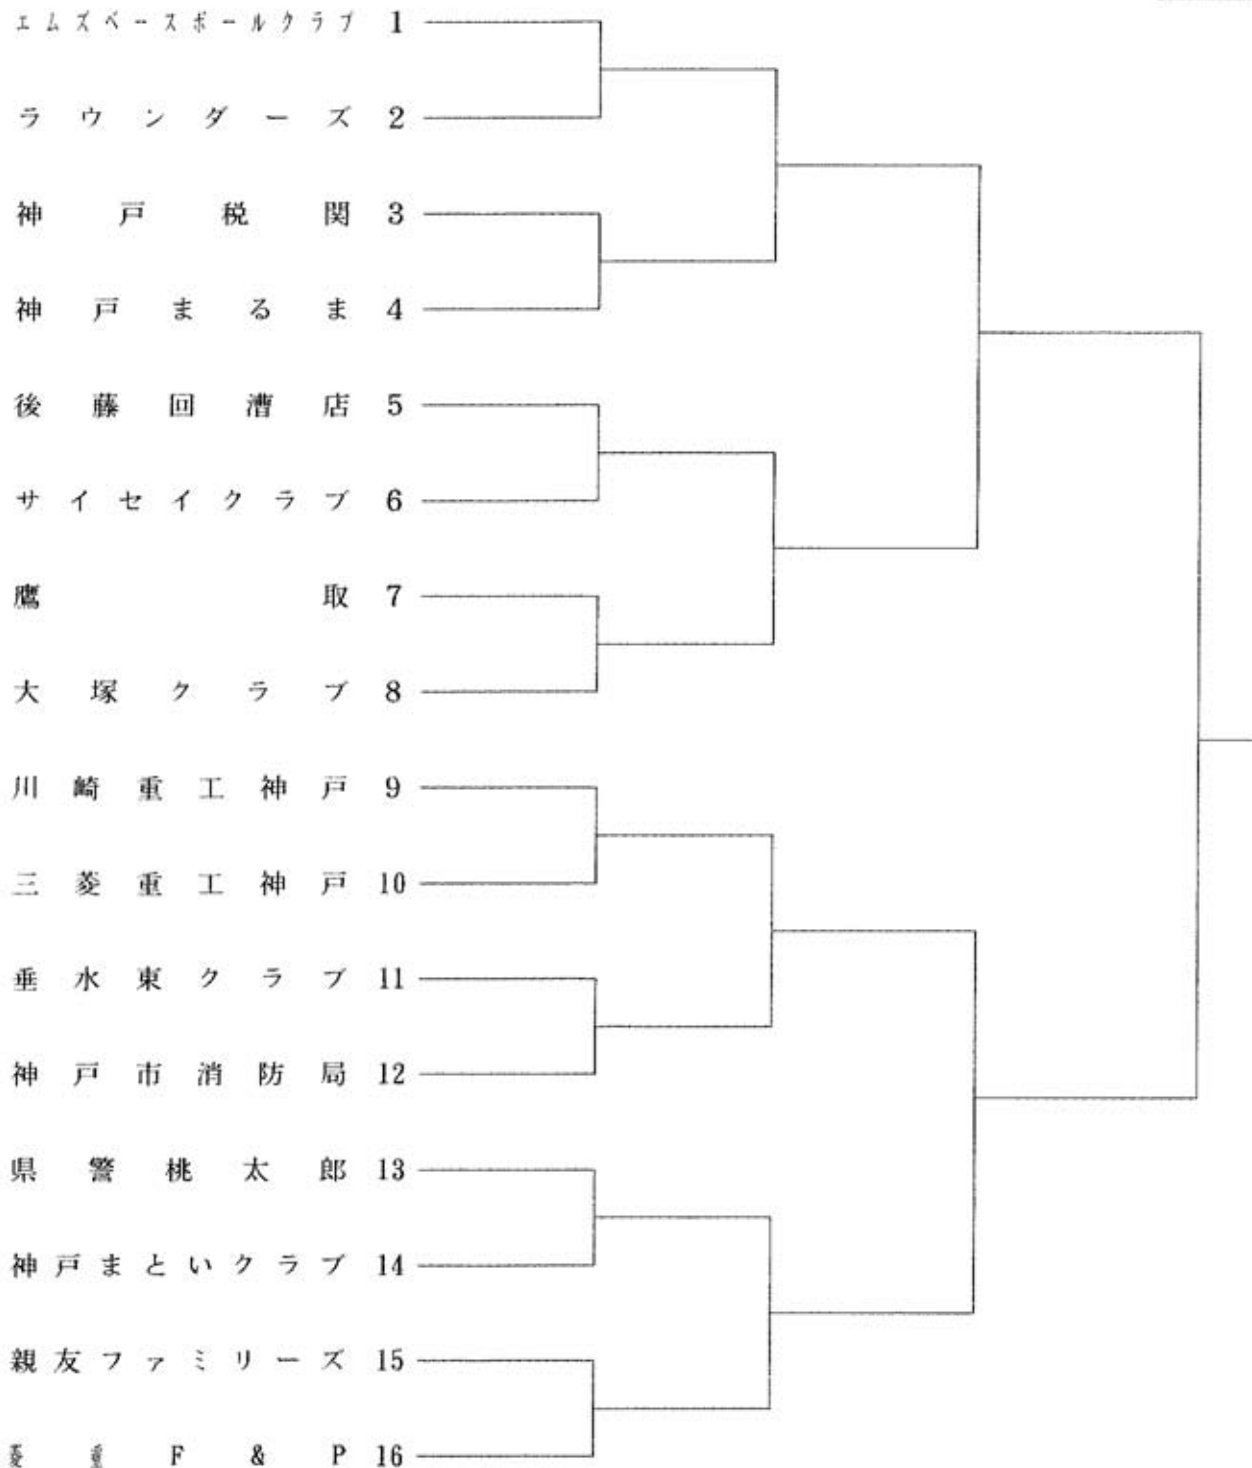 エムズベースボールクラブ 1
ラウンダーズ 2
神戸税関 3
神戸まるま 4
後藤回漕店 5
サイセイクラブ 6
鷹取 7
大塚クラブ 8
川崎重工神戸 9
三菱重工神戸 10
垂水東クラブ 11
神戸市消防局 12
県警桃太郎 13
神戸まといクラブ 14
親友ファミリーズ 15
菱重F&P 16